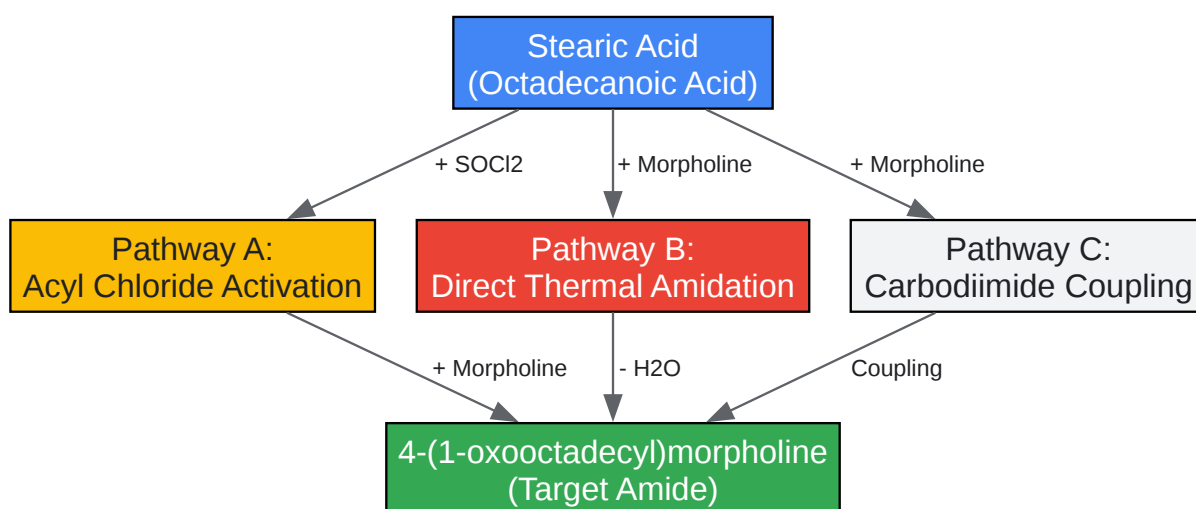 Stearic Acid
(Octadecanoic Acid)
+ SOCl2
+ Morpholine
+ Morpholine
Pathway A:
Acyl Chloride Activation
Pathway B:
Direct Thermal Amidation
Pathway C:
Carbodiimide Coupling
+ Morpholine
- H2O
Coupling
4-(1-oxooctadecyl)morpholine
(Target Amide)